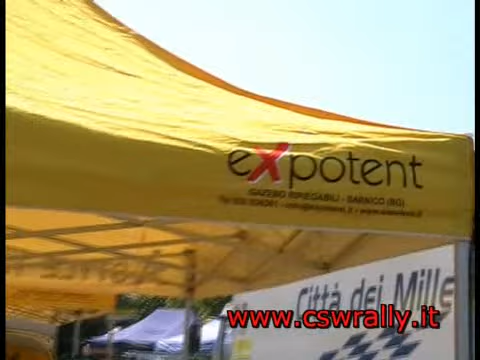 expotent
GAZEBO RIPIEGABILI - SARNICO (BG)
Città dei Mille
www.cswrally.it